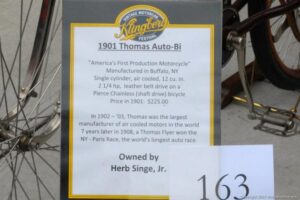 VINTAGE MOTORCYCLE
Klingberg
FESTIVAL
1901 Thomas Auto-Bi
"America's First Production Motorcycle"
Manufactured in Buffalo, NY
Single cylinder, air cooled, 12 cu. in.
2 1/4 hp, leather belt drive on a
Pierce Chainless (shaft drive) bicycle
Price in 1901: $225.00
In 1902 – '03, Thomas was the largest
manufacturer of air cooled motors in the world
7 years later in 1908, a Thomas Flyer won the
NY - Paris Race, the world's longest auto race.
Owned by
Herb Singe, Jr.
163